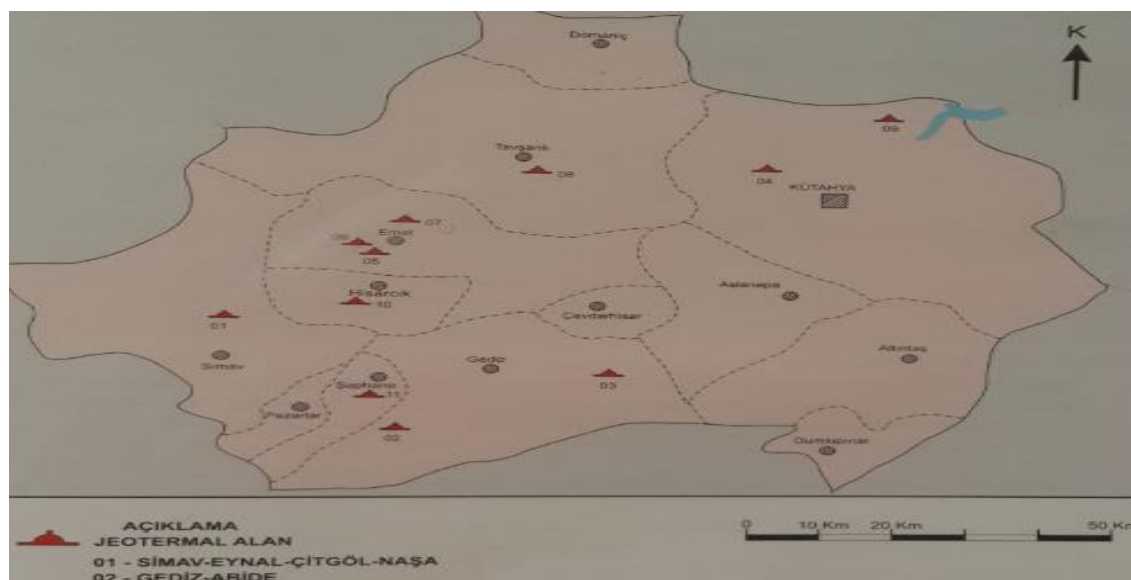 Domaniç
K
09
Tavşanlı
08
04
KÜTAHYA
07
Emet
06
05
Hisarcık
10
Aslanapa
Çavdarhisar
01
Simav
Gediz
03
Altıntaş
Şaphane
11
Pazarlar
02
Dumlupınar
AÇIKLAMA
0 10 Km 20 Km 50 Km
JEOTERMAL ALAN
01 - SİMAV-EYNAL-ÇİTGÖL-NAŞA
02 - GEDİZ-ABİDE